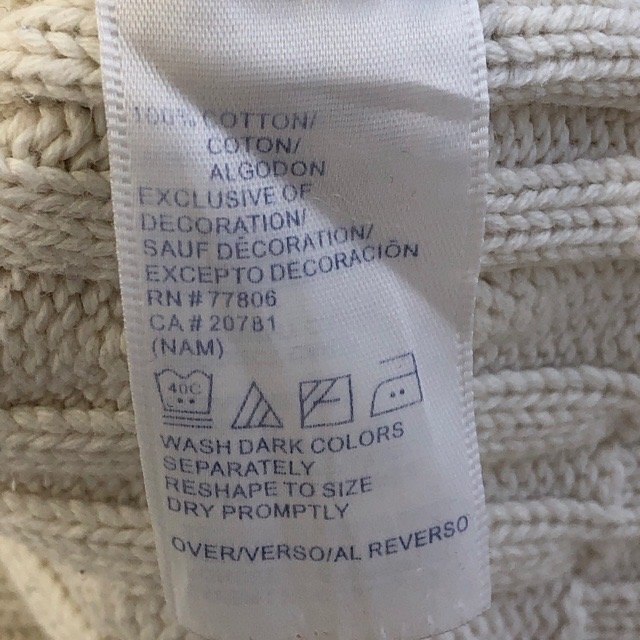 100% COTTON/
COTON/
ALGODON
EXCLUSIVE OF
DECORATION/
SAUF DÉCORATION/
EXCEPTO DECORACIÓN
RN # 77806
CA # 20781
(NAM)
40C
WASH DARK COLORS
SEPARATELY
RESHAPE TO SIZE
DRY PROMPTLY
OVER/VERSO/AL REVERSO